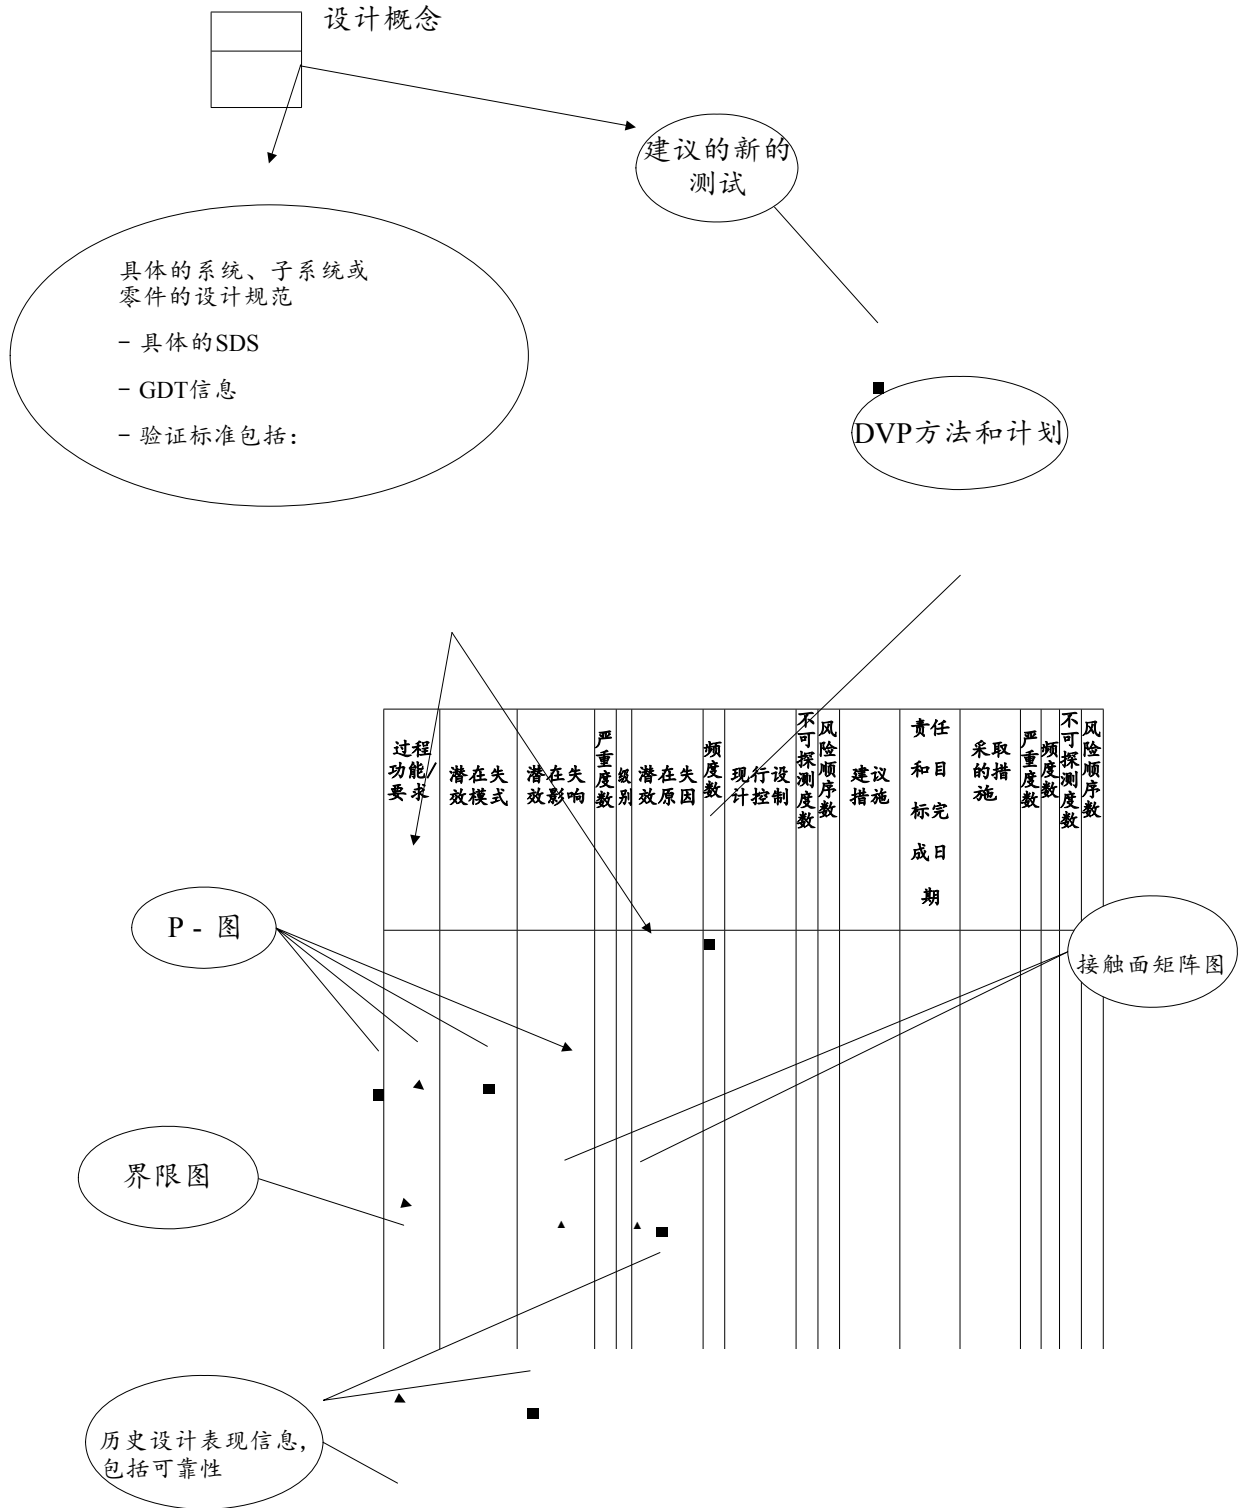 设计概念
建议的新的
测试
具体的系统、子系统或
零件的设计规范
- 具体的SDS
- GDT信息
- 验证标准包括:
DVP方法和计划
过程
功能/
要求
潜在失
效模式
潜在失
效影响
严重度数
级别
潜在失
效原因
频度数
现行设
计控制
不可探测度数
风险顺序数
建议
措施
责任
和目
标完
成日
期
采取
的措
施
严重度数
频度数
不可探测度数
风险顺序数
P - 图
接触面矩阵图
界限图
历史设计表现信息,
包括可靠性